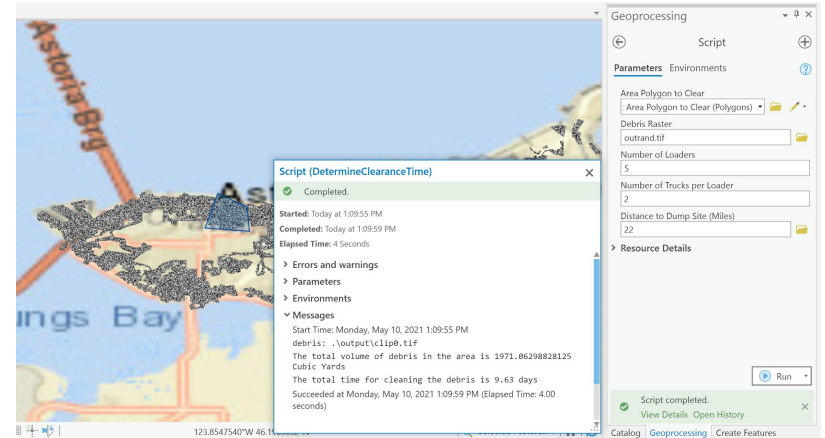 Astoria Brg
Ast
ungs Bay
Script (DetermineClearanceTime)
Completed.
Started: Today at 1:09:55 PM
Completed: Today at 1:09:59 PM
Elapsed Time: 4 Seconds
Errors and warnings
Parameters
Environments
Messages
Start Time: Monday, May 10, 2021 1:09:55 PM
debris: .\output\clip0.tif
The total volume of debris in the area is 1971.06298828125
Cubic Yards
The total time for cleaning the debris is 9.63 days
Succeeded at Monday, May 10, 2021 1:09:59 PM (Elapsed Time: 4.00
seconds)
123.8547540°W
Geoprocessing
Script
Parameters Environments
Area Polygon to Clear
Area Polygon to Clear (Polygons)
Debris Raster
outrand.tif
Number of Loaders
5
Number of Trucks per Loader
2
Distance to Dump Site (Miles)
22
Resource Details
Run
Script completed.
View Details Open History
Catalog Geoprocessing Create Features